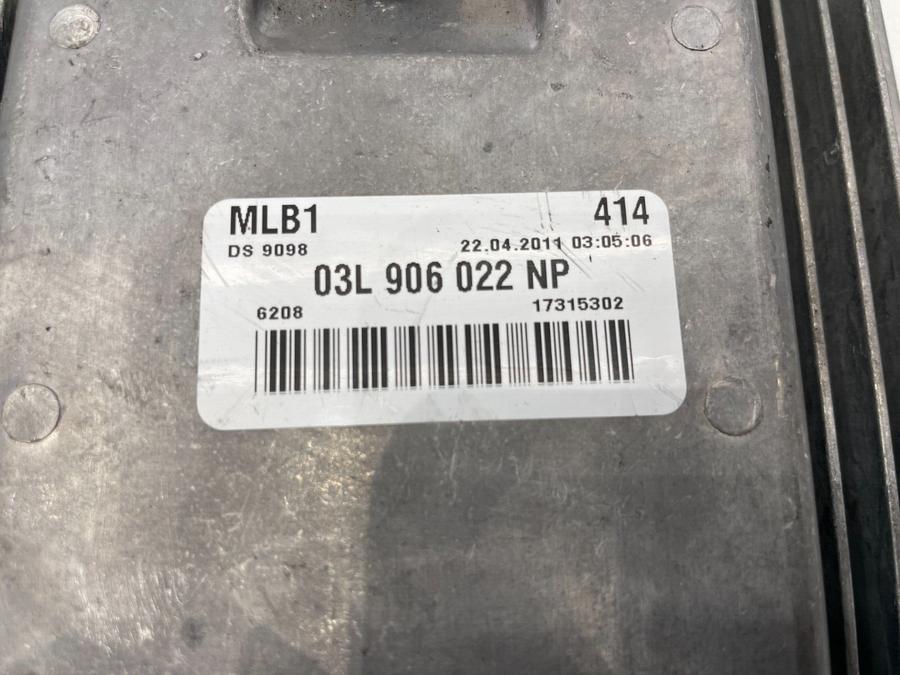 MLB1 414
DS 9098 22.04.2011 03:05:06
03L 906 022 NP
6208 17315302